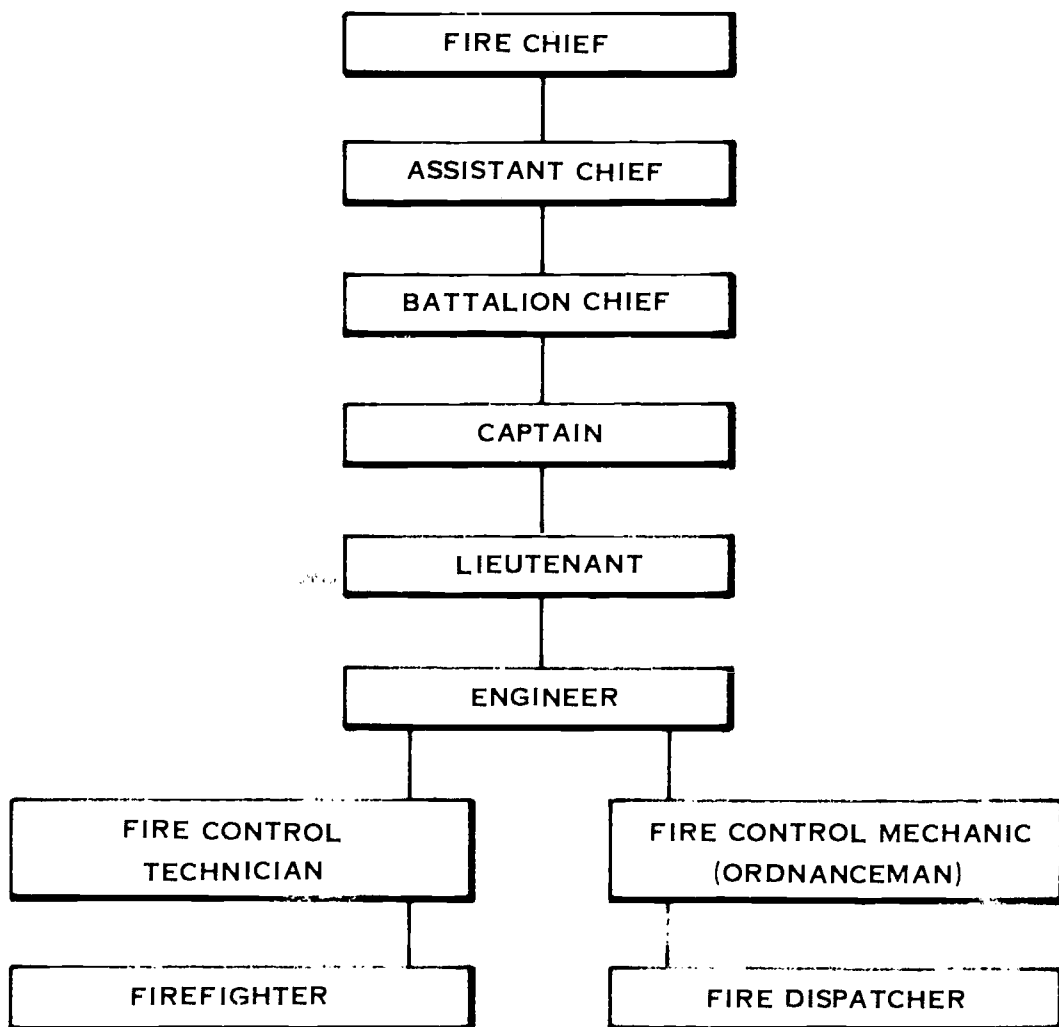 FIRE CHIEF
ASSISTANT CHIEF
BATTALION CHIEF
CAPTAIN
LIEUTENANT
ENGINEER
FIRE CONTROL
TECHNICIAN
FIRE CONTROL MECHANIC
(ORDNANCEMAN)
FIREFIGHTER
FIRE DISPATCHER